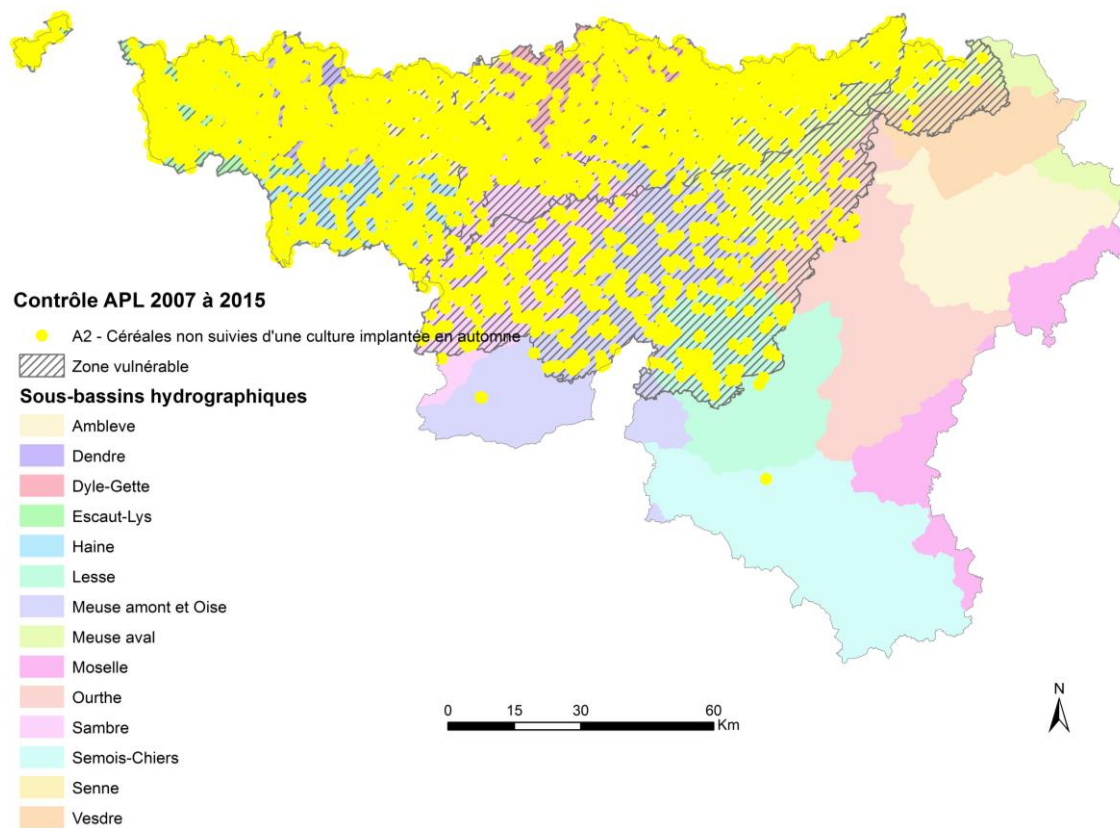 Contrôle APL 2007 à 2015
A2 - Céréales non suivies d'une culture implantée en automne
Zone vulnérable
Sous-bassins hydrographiques
Ambleve
Dendre
Dyle-Gette
Escaut-Lys
Haine
Lesse
Meuse amont et Oise
Meuse aval
Moselle
Ourthe
Sambre
Semois-Chiers
Senne
Vesdre
0 15 30 60
Km
N